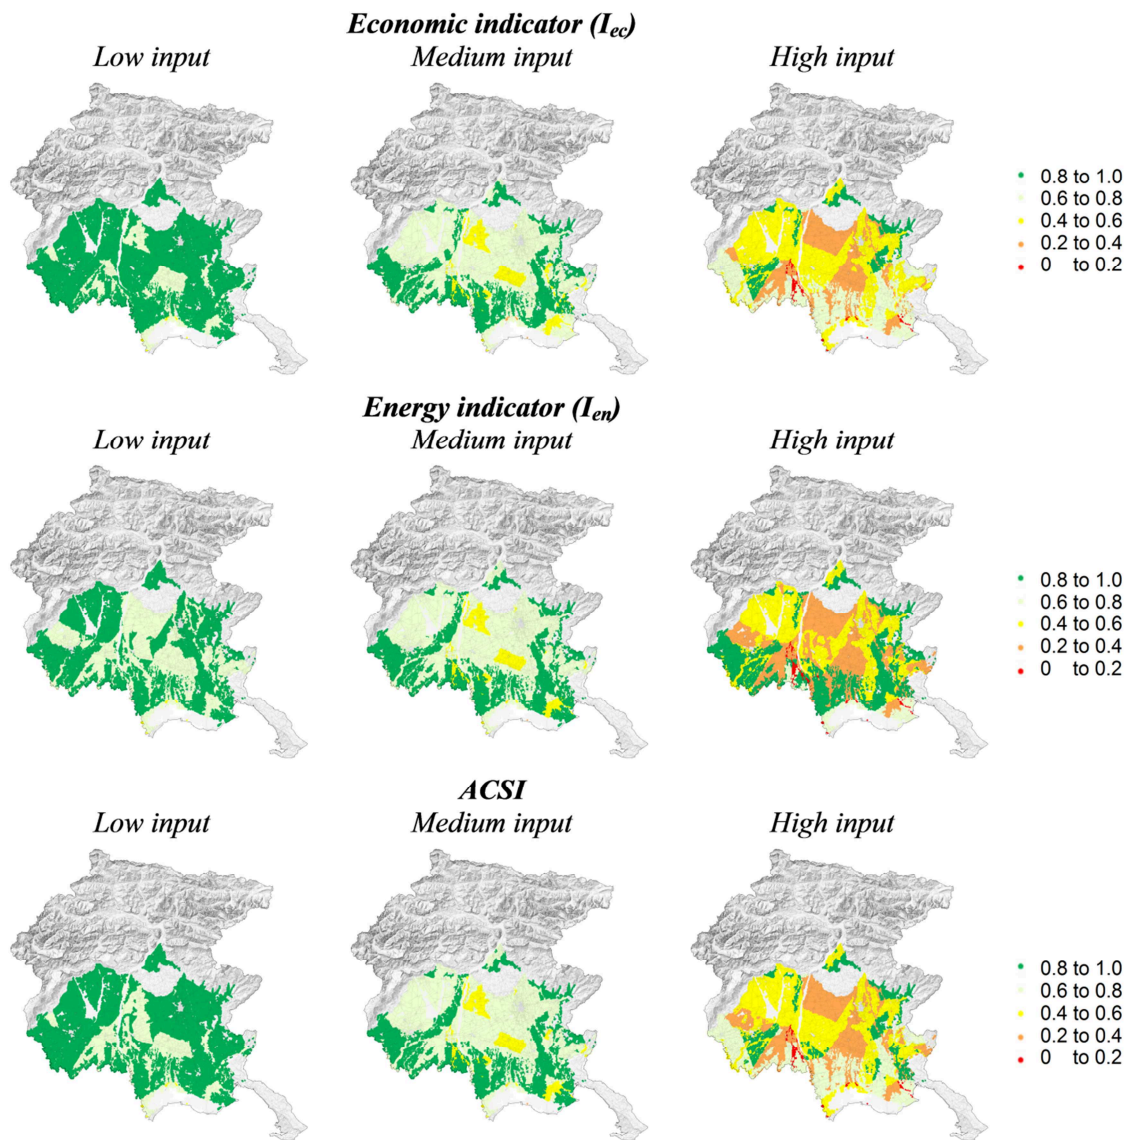 Economic indicator (Iec)
Low input
Medium input
High input
0.8 to 1.0
0.6 to 0.8
0.4 to 0.6
0.2 to 0.4
0 to 0.2
Energy indicator (Ien)
Low input
Medium input
High input
0.8 to 1.0
0.6 to 0.8
0.4 to 0.6
0.2 to 0.4
0 to 0.2
ACSI
Low input
Medium input
High input
0.8 to 1.0
0.6 to 0.8
0.4 to 0.6
0.2 to 0.4
0 to 0.2